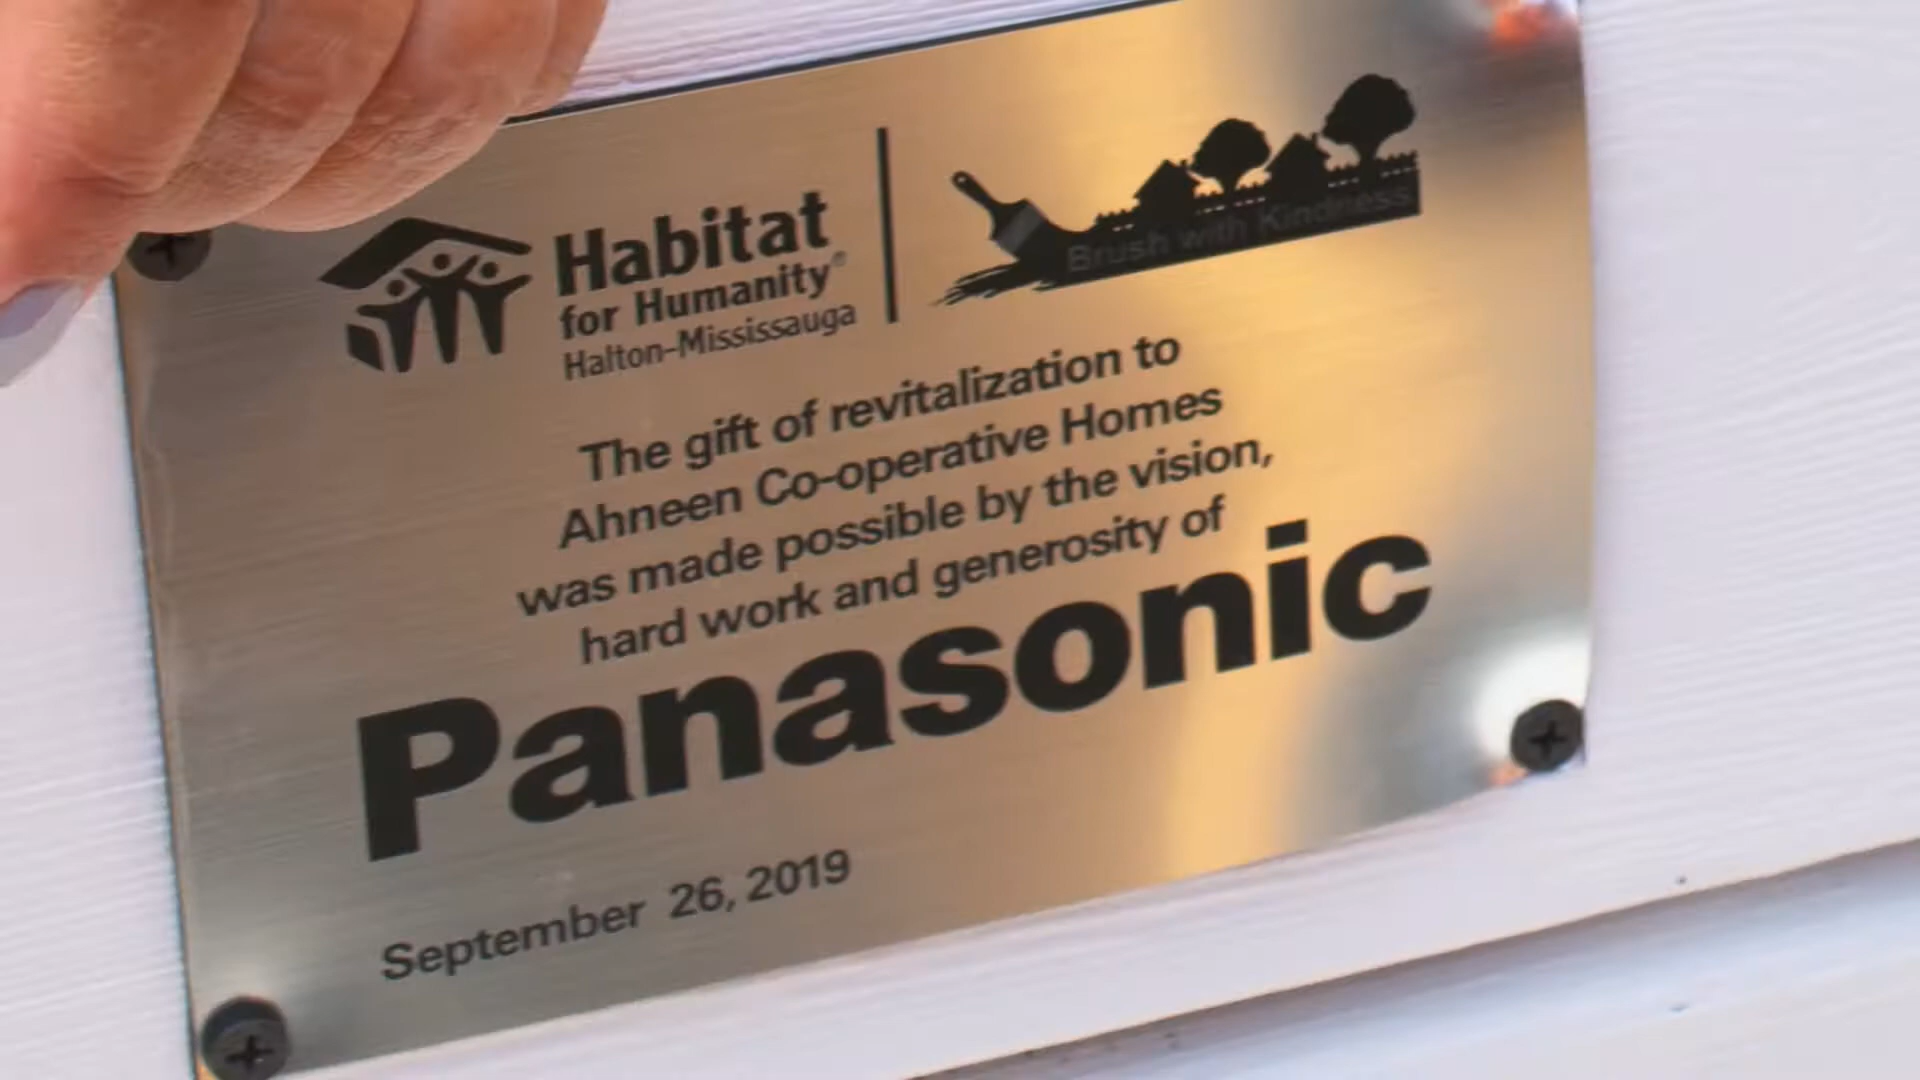 Habitat
for Humanity®
Halton-Mississauga
Brush with Kindness
The gift of revitalization to
Ahneen Co-operative Homes
was made possible by the vision,
hard work and generosity of
Panasonic
September 26, 2019